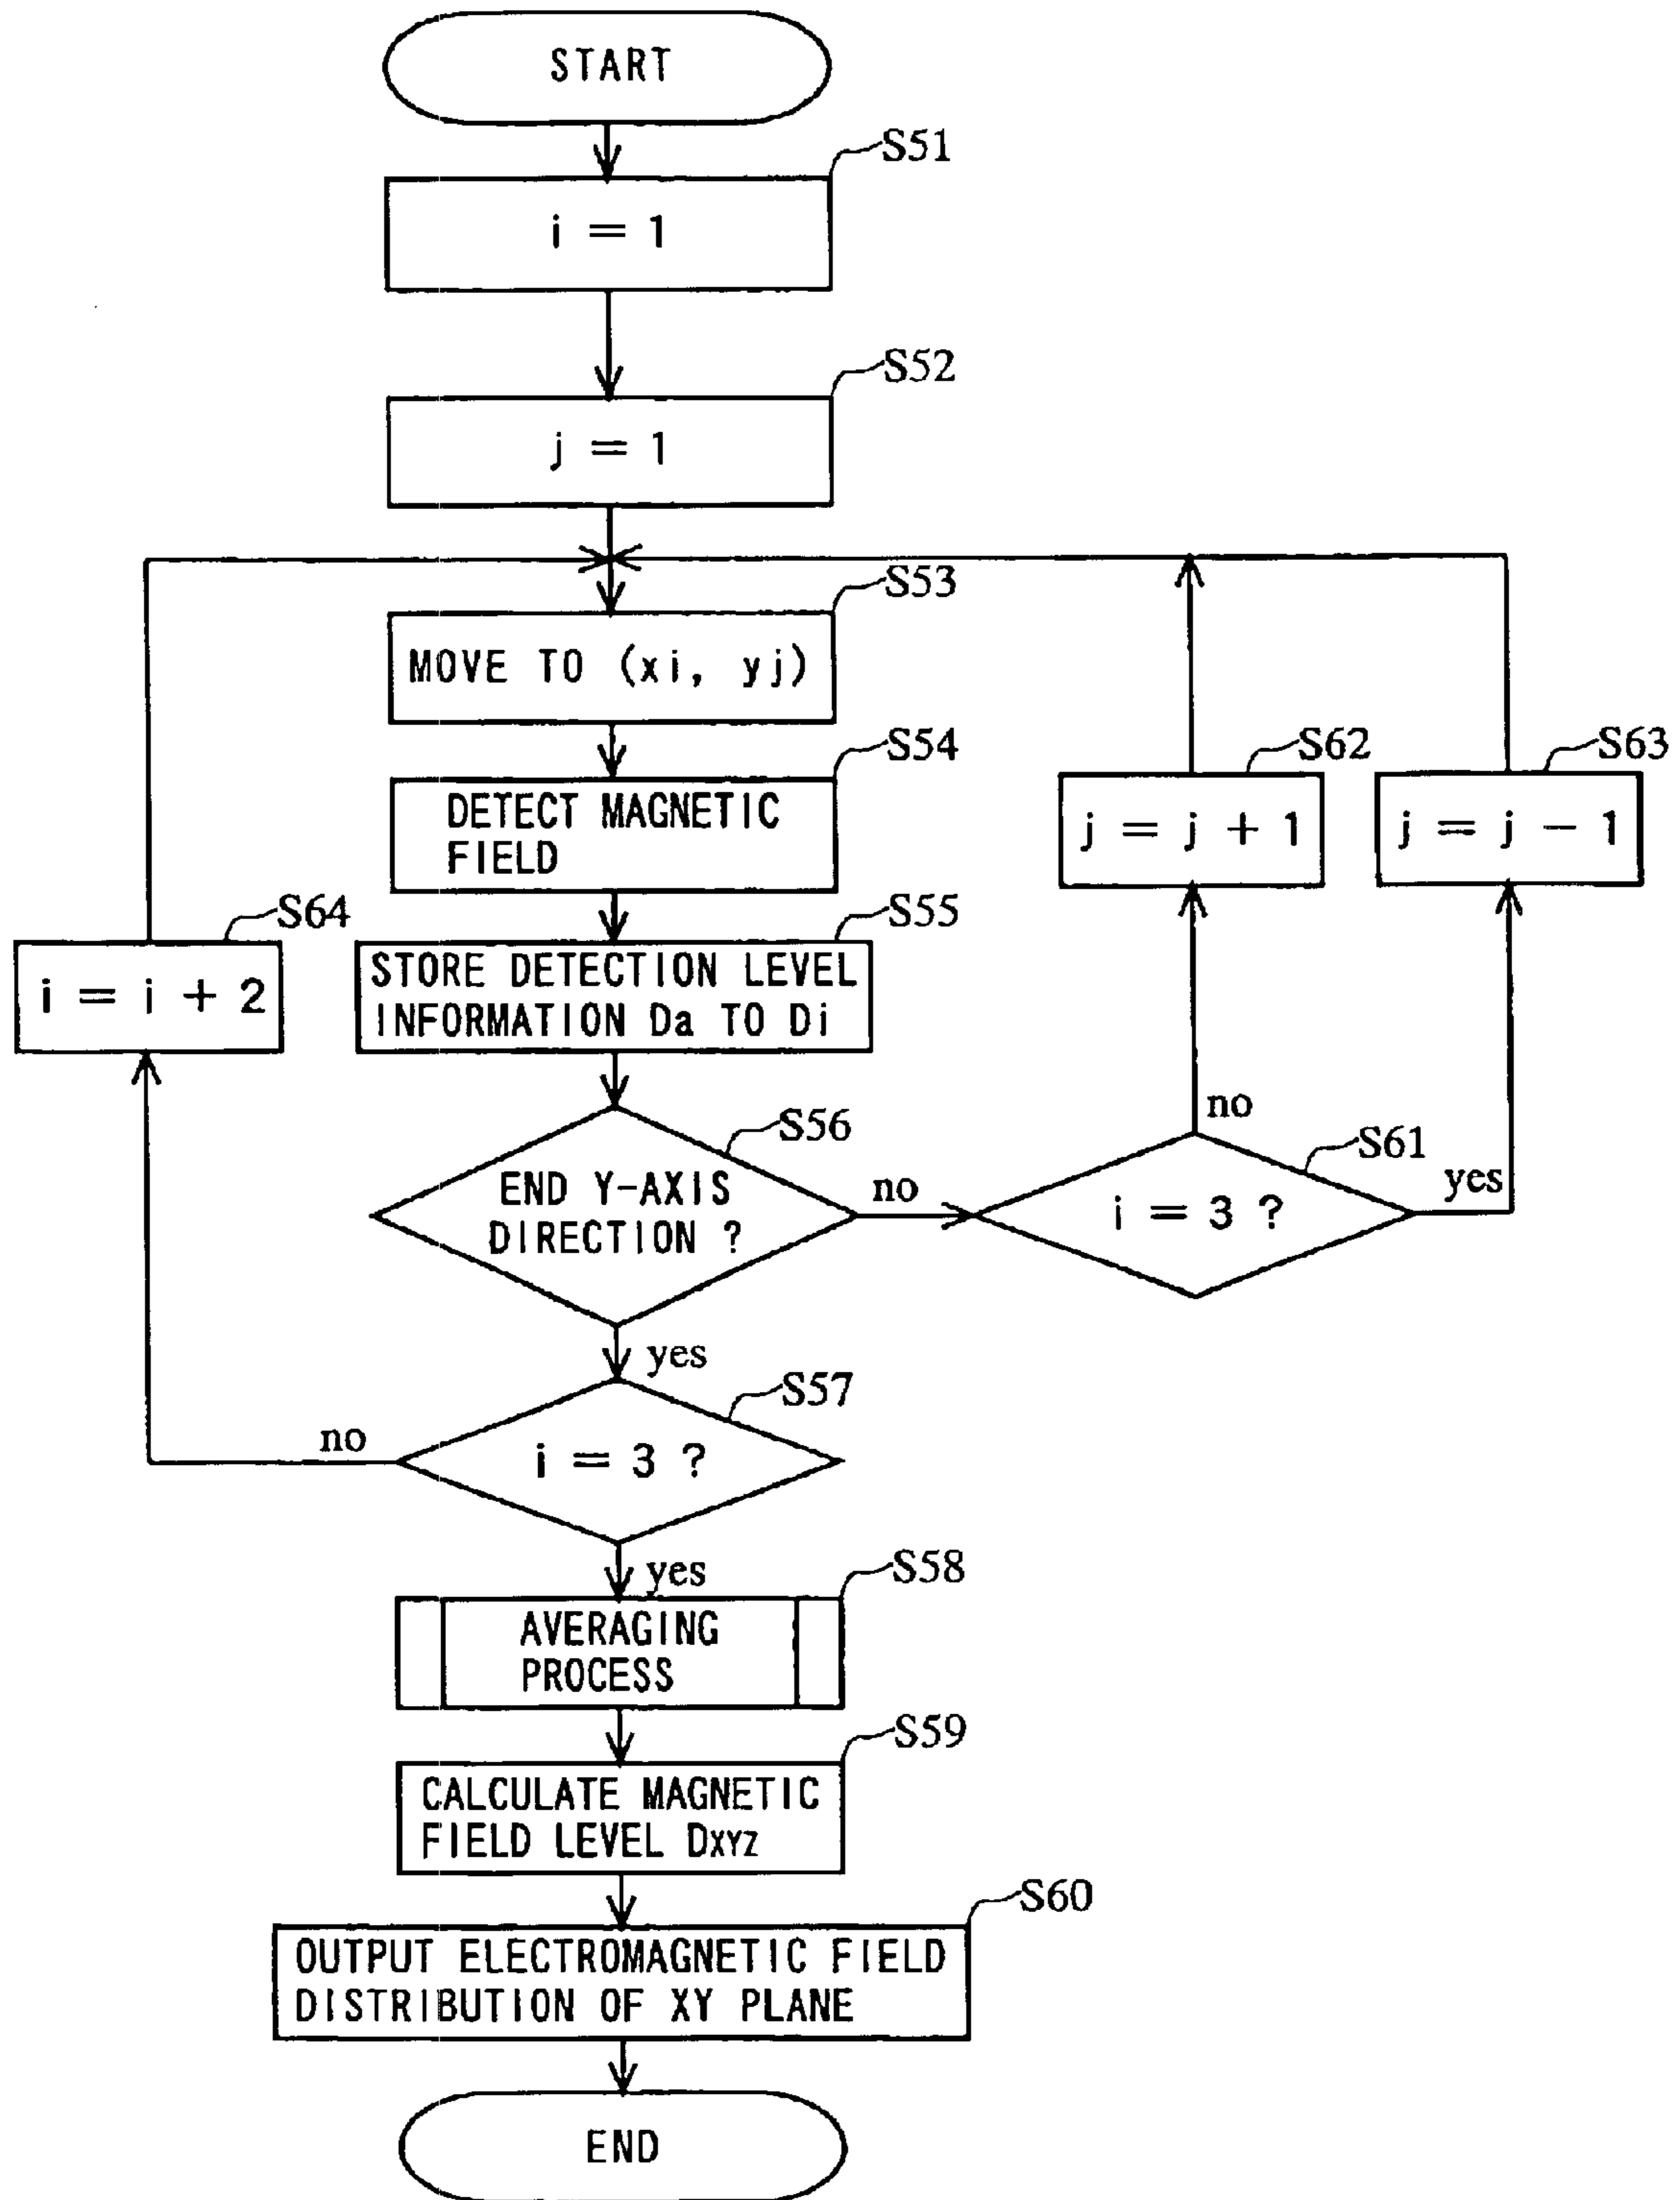 START
S51
i = 1
S52
j = 1
S53
MOVE TO (xi, yj)
S54
DETECT MAGNETIC
FIELD
S62
j = j + 1
S63
j = j - 1
S64
i = i + 2
S55
STORE DETECTION LEVEL
INFORMATION Da TO Di
S56
END Y-AXIS
DIRECTION ?
no
S61
i = 3 ?
no
yes
yes
S57
i = 3 ?
no
yes
S58
AVERAGING
PROCESS
S59
CALCULATE MAGNETIC
FIELD LEVEL DXYZ
S60
OUTPUT ELECTROMAGNETIC FIELD
DISTRIBUTION OF XY PLANE
END